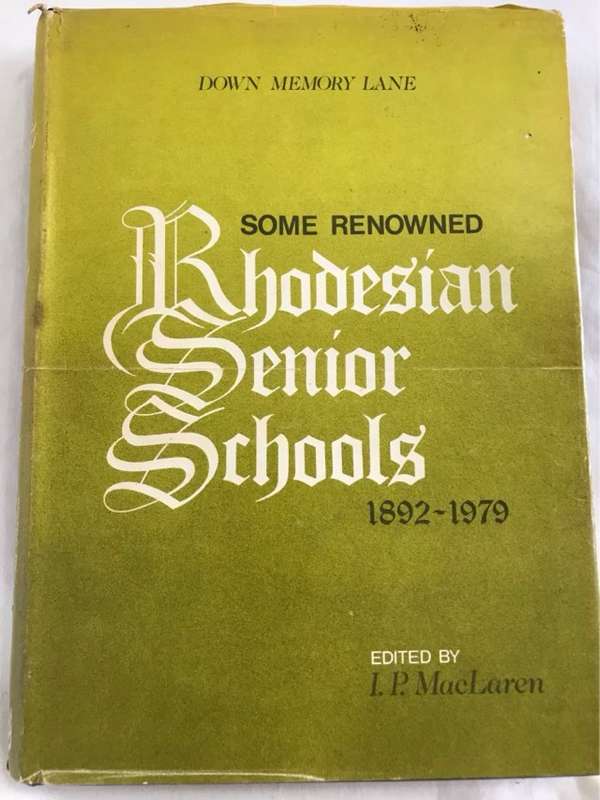 DOWN MEMORY LANE
SOME RENOWNED
Rhodesian
Senior
Schools
1892-1979
EDITED BY
I. P. MacLaren